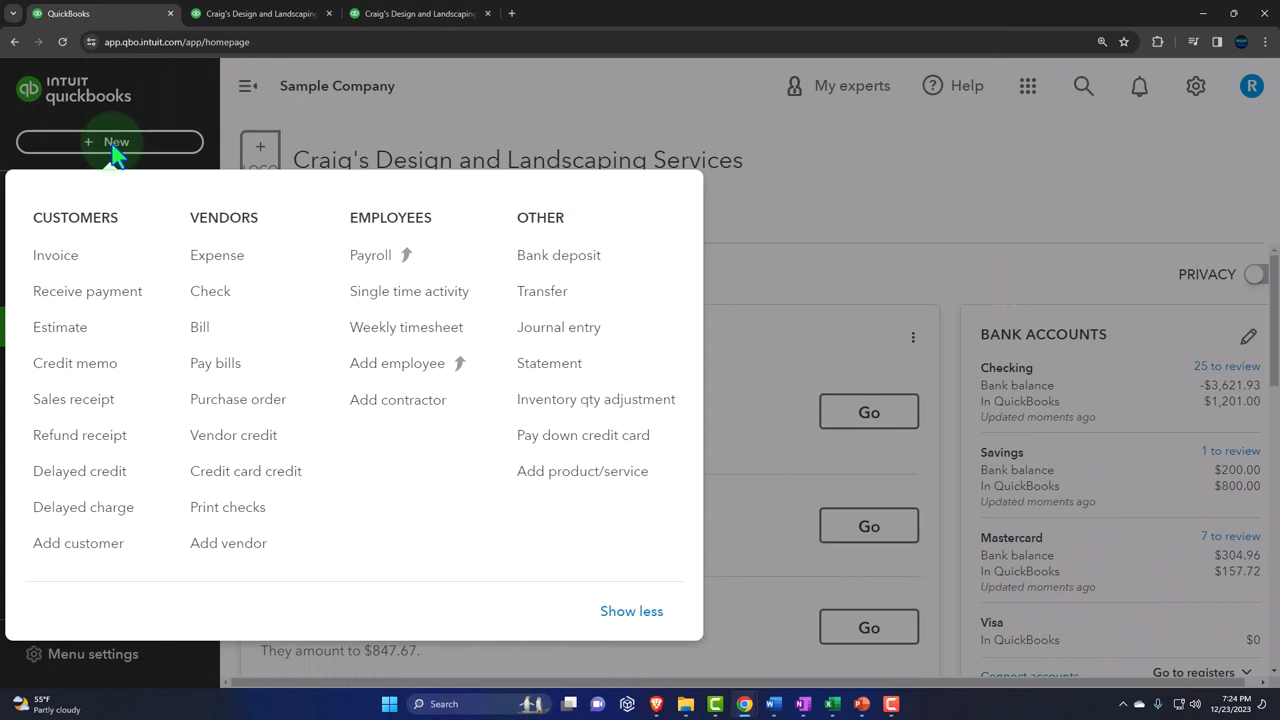 QuickBooks
Craig's Design and Landscaping
Craig's Design and Landscaping
app.qbo.intuit.com/app/homepage
INTUIT
quickbooks
qb
Sample Company
My experts
Help
R
+ New
+
LOGO
Craig's Design and Landscaping Services
CUSTOMERS
Invoice
Receive payment
Estimate
Credit memo
Sales receipt
Refund receipt
Delayed credit
Delayed charge
Add customer
VENDORS
Expense
Check
Bill
Pay bills
Purchase order
Vendor credit
Credit card credit
Print checks
Add vendor
EMPLOYEES
Payroll
Single time activity
Weekly timesheet
Add employee
Add contractor
OTHER
Bank deposit
Transfer
Journal entry
Statement
Inventory qty adjustment
Pay down credit card
Add product/service
Show less
PRIVACY
Go
Go
Go
They amount to $847.67.
BANK ACCOUNTS
Checking 25 to review
Bank balance -$3,621.93
In QuickBooks $1,201.00
Updated moments ago
Savings 1 to review
Bank balance $200.00
In QuickBooks $800.00
Updated moments ago
Mastercard 7 to review
Bank balance $304.96
In QuickBooks $157.72
Updated moments ago
Visa
In QuickBooks $0
Connect accounts Go to registers
Menu settings
55°F
Partly cloudy
Search
7:24 PM
12/23/2023